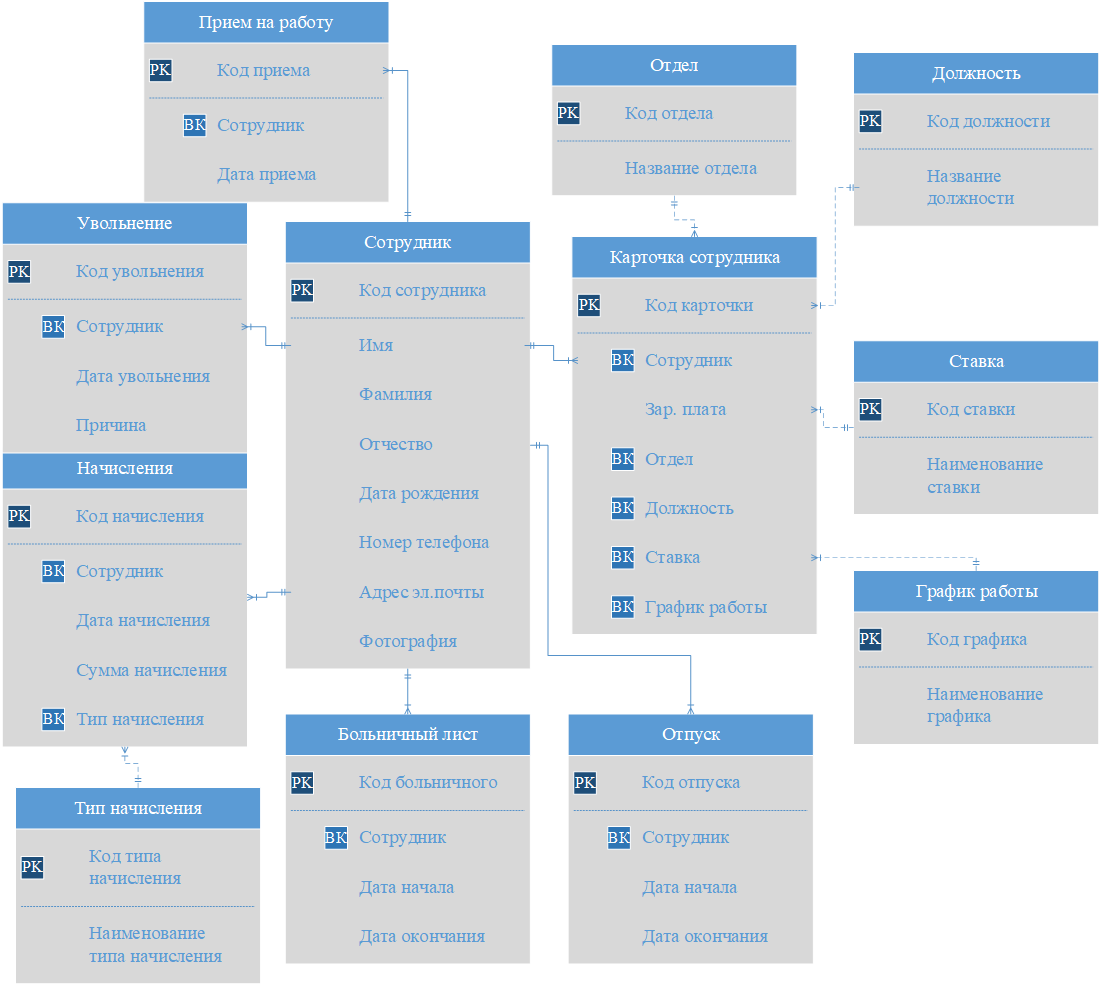 Прием на работу
PK Код приема
ВК Сотрудник
Дата приема
Отдел
PK Код отдела
Название отдела
Должность
PK Код должности
Название
должности
Увольнение
PK Код увольнения
ВК Сотрудник
Дата увольнения
Причина
Сотрудник
PK Код сотрудника
Имя
Фамилия
Отчество
Дата рождения
Номер телефона
Адрес эл.почты
Фотография
Карточка сотрудника
PK Код карточки
ВК Сотрудник
Зар. плата
ВК Отдел
ВК Должность
ВК Ставка
ВК График работы
Ставка
PK Код ставки
Наименование
ставки
Начисления
PK Код начисления
ВК Сотрудник
Дата начисления
Сумма начисления
ВК Тип начисления
График работы
PK Код графика
Наименование
графика
Тип начисления
PK Код типа
начисления
Наименование
типа начисления
Больничный лист
PK Код больничного
ВК Сотрудник
Дата начала
Дата окончания
Отпуск
PK Код отпуска
ВК Сотрудник
Дата начала
Дата окончания